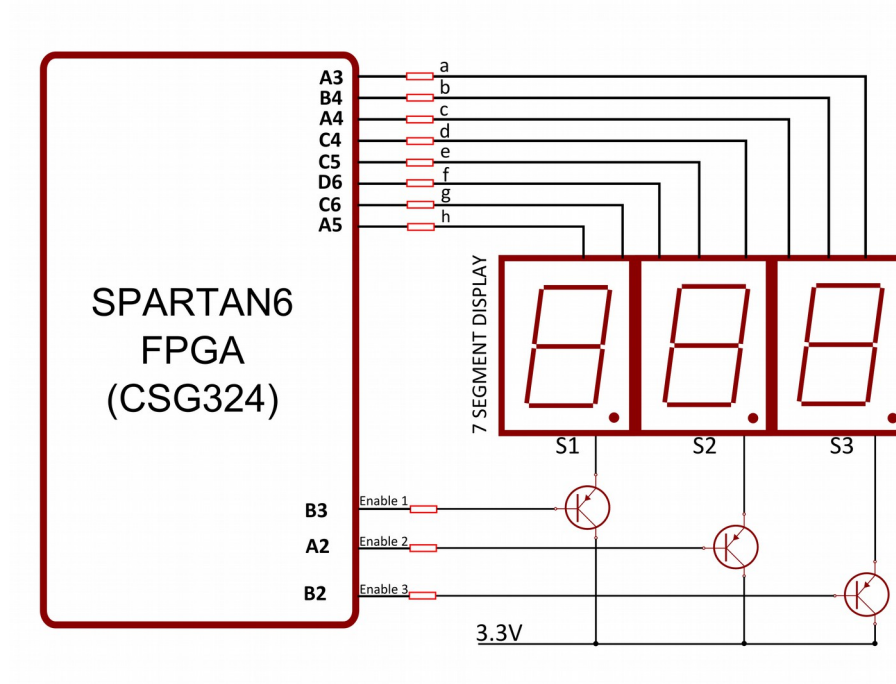 A3
a
B4
b
A4
c
C4
d
C5
e
D6
f
C6
g
A5
h
SPARTAN6
FPGA
(CSG324)
7 SEGMENT DISPLAY
S1
S2
S3
B3
Enable 1
A2
Enable 2
B2
Enable 3
3.3V